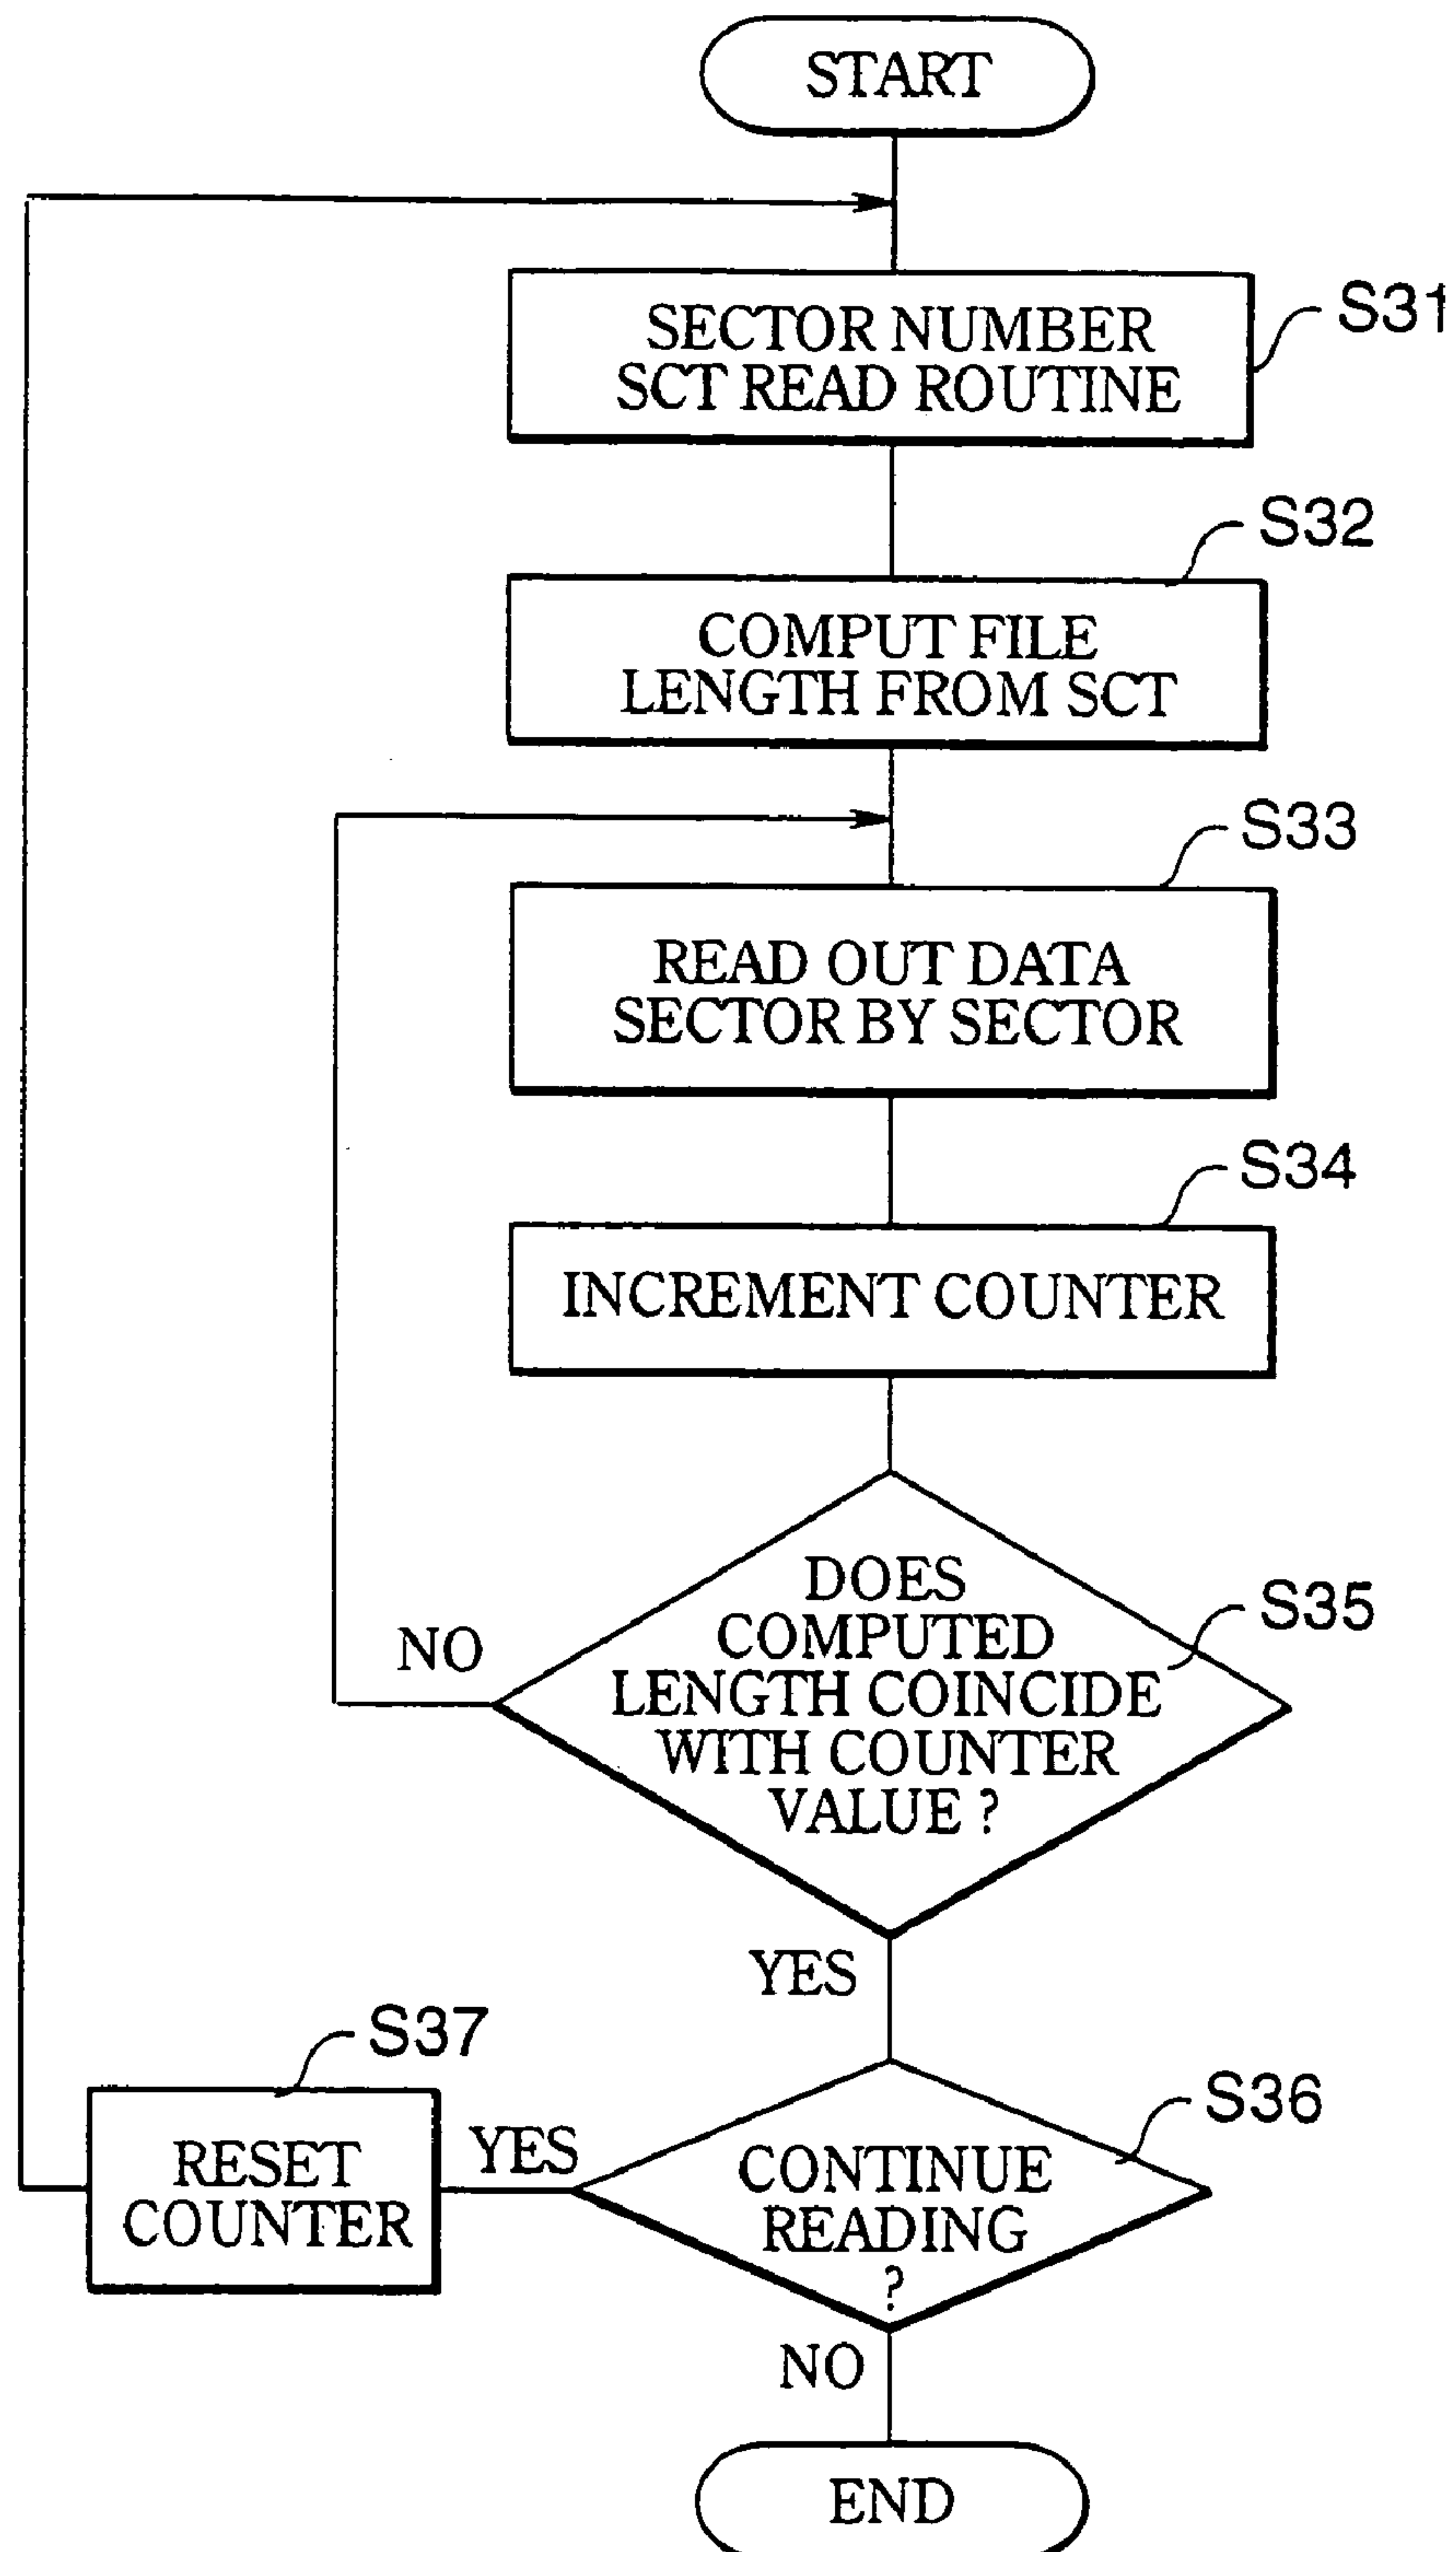 START
SECTOR NUMBER
SCT READ ROUTINE
S31
S32
COMPUT FILE
LENGTH FROM SCT
S33
READ OUT DATA
SECTOR BY SECTOR
S34
INCREMENT COUNTER
DOES
COMPUTED
LENGTH COINCIDE
WITH COUNTER
VALUE ?
S35
NO
YES
S37
RESET
COUNTER
YES
S36
CONTINUE
READING
?
NO
END